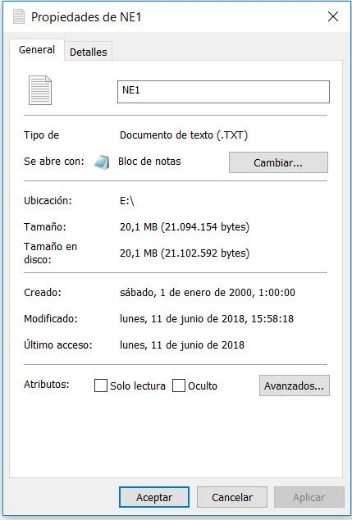 Propiedades de NE1
General
Detalles
NE1
Tipo de
Documento de texto (.TXT)
Se abre con:
Bloc de notas
Cambiar...
Ubicación:
E:\
Tamaño:
20,1 MB (21.094.154 bytes)
Tamaño en
disco:
20,1 MB (21.102.592 bytes)
Creado:
sábado, 1 de enero de 2000, 1:00:00
Modificado:
lunes, 11 de junio de 2018, 15:58:18
Último acceso:
lunes, 11 de junio de 2018
Atributos:
Solo lectura
Oculto
Avanzados...
Aceptar
Cancelar
Aplicar